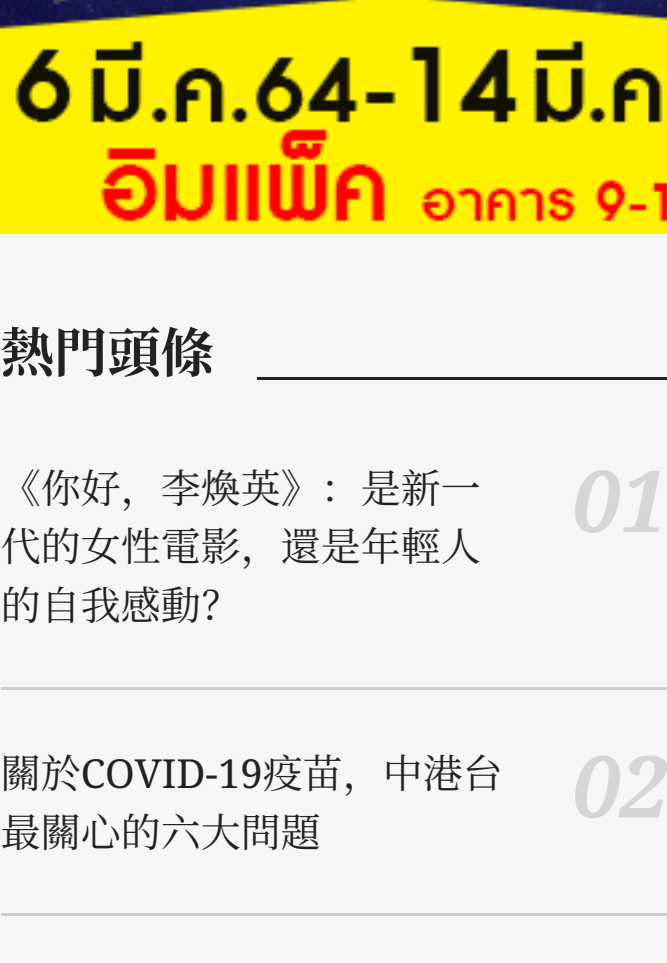 6 มี.ค.64-14 มี.ค
อิมแพ็ค อาคาร 9-1
熱門頭條
《你好，李煥英》：是新一
代的女性電影，還是年輕人
的自我感動？
01
關於COVID-19疫苗，中港台
最關心的六大問題
02